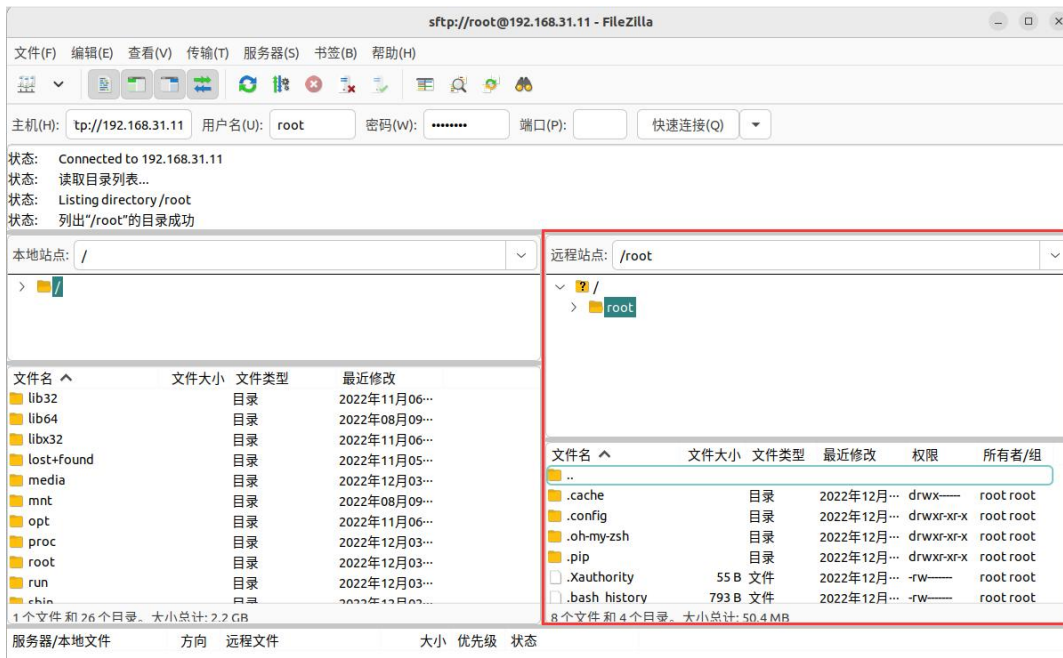 sftp://root@192.168.31.11 - FileZilla
文件(F) 编辑(E) 查看(V) 传输(T) 服务器(S) 书签(B) 帮助(H)
主机(H): tp://192.168.31.11 用户名(U): root 密码(W): •••••••• 端口(P): 快速连接(Q)
状态: Connected to 192.168.31.11
状态: 读取目录列表...
状态: Listing directory /root
状态: 列出“/root”的目录成功
本地站点: /
/
文件名 文件大小 文件类型 最近修改
lib32 目录 2022年11月06…
lib64 目录 2022年08月09…
libx32 目录 2022年11月06…
lost+found 目录 2022年11月05…
media 目录 2022年12月03…
mnt 目录 2022年08月09…
opt 目录 2022年11月06…
proc 目录 2022年12月03…
root 目录 2022年12月03…
run 目录 2022年12月03…
sbin 目录 2022年12月02…
1个文件 和 26个目录。大小总计: 2.2 GB
远程站点: /root
/
root
文件名 文件大小 文件类型 最近修改 权限 所有者/组
..
.cache 目录 2022年12月… drwx------ root root
.config 目录 2022年12月… drwxr-xr-x root root
.oh-my-zsh 目录 2022年12月… drwxr-xr-x root root
.pip 目录 2022年12月… drwxr-xr-x root root
.Xauthority 55 B 文件 2022年12月… -rw------- root root
.bash_history 793 B 文件 2022年12月… -rw------- root root
8个文件 和 4个目录。大小总计: 50.4 MB
服务器/本地文件 方向 远程文件 大小 优先级 状态